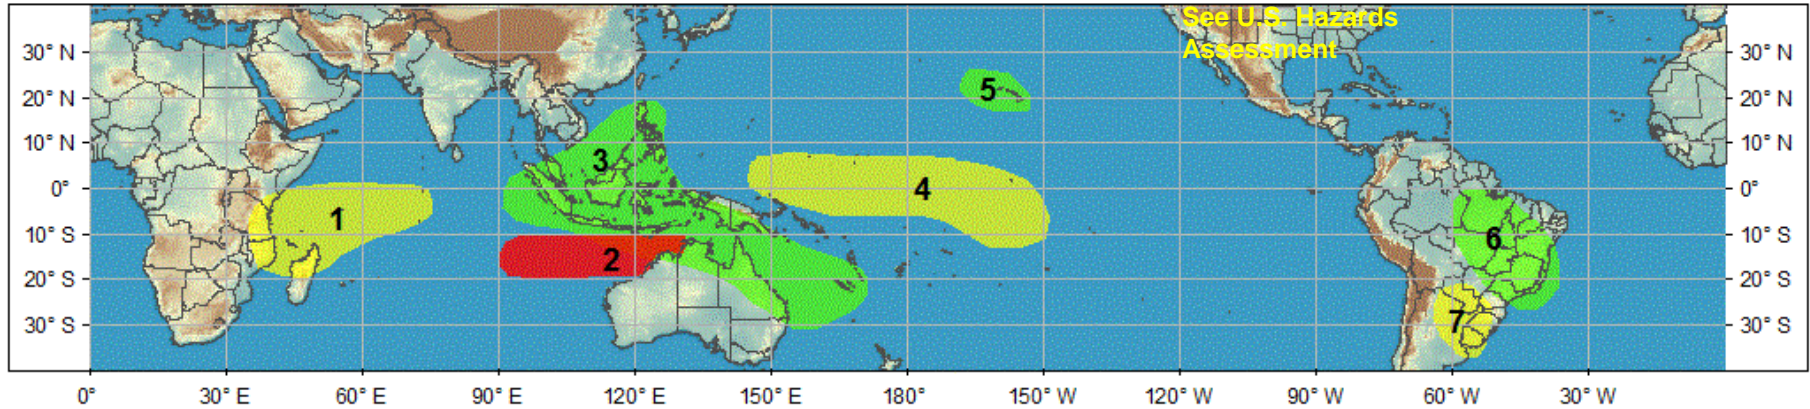 See U.S. Hazards
Assessment
30° N
30° N
5
20° N
20° N
10° N
10° N
3
0°
4
0°
1
10° S
6
10° S
2
20° S
20° S
30° S
7
30° S
0°
30° E
60° E
90° E
120° E
150° E
180°
150° W
120° W
90° W
60° W
30° W